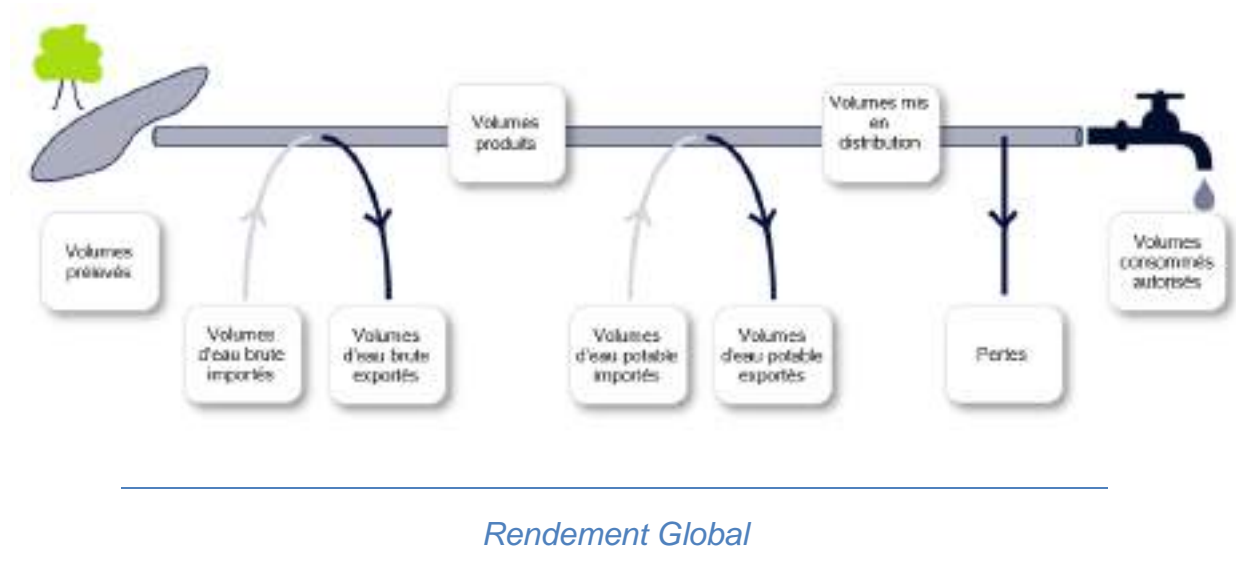 Volumes
prélevés
Volumes
d'eau brute
importés
Volumes
d'eau brute
exportés
Volumes
produits
Volumes
d'eau potable
importés
Volumes
d'eau potable
exportés
Volumes mis
en
distribution
Pertes
Volumes
consommés
autorisés
Rendement Global